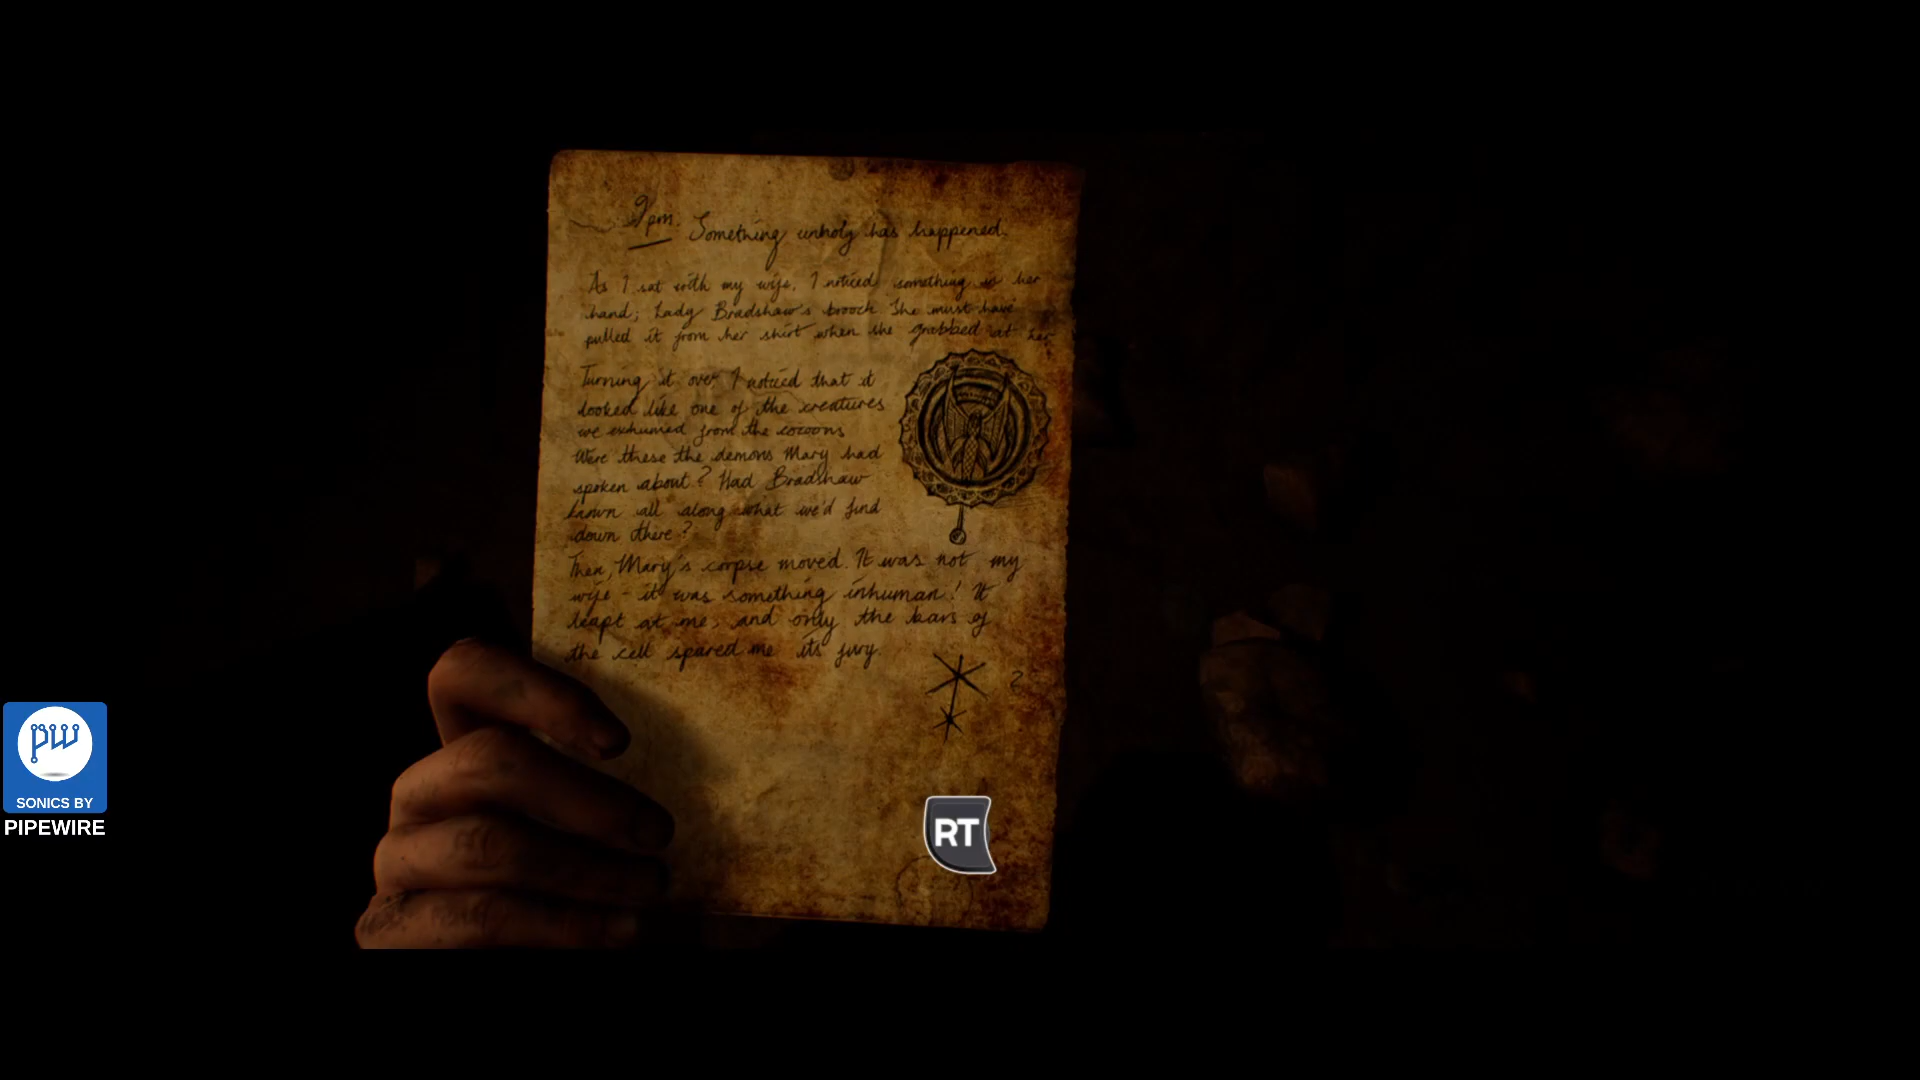 9pm. Something unholy has happened.
As I sat with my wife, I noticed something in her
hand; Lady Bradshaw's brooch. She must have
pulled it from her shirt when she grabbed at her
Turning it over I noticed that it
looked like one of the creatures
we exhumed from the cocoons
Were these the demons Mary had
spoken about? Had Bradshaw
known all along what we'd find
down there?
Then, Mary's corpse moved. It was not my
wife - it was something inhuman! It
leapt at me, and only the bars of
the cell spared me its fury.
?
RT
pw
SONICS BY
PIPEWIRE